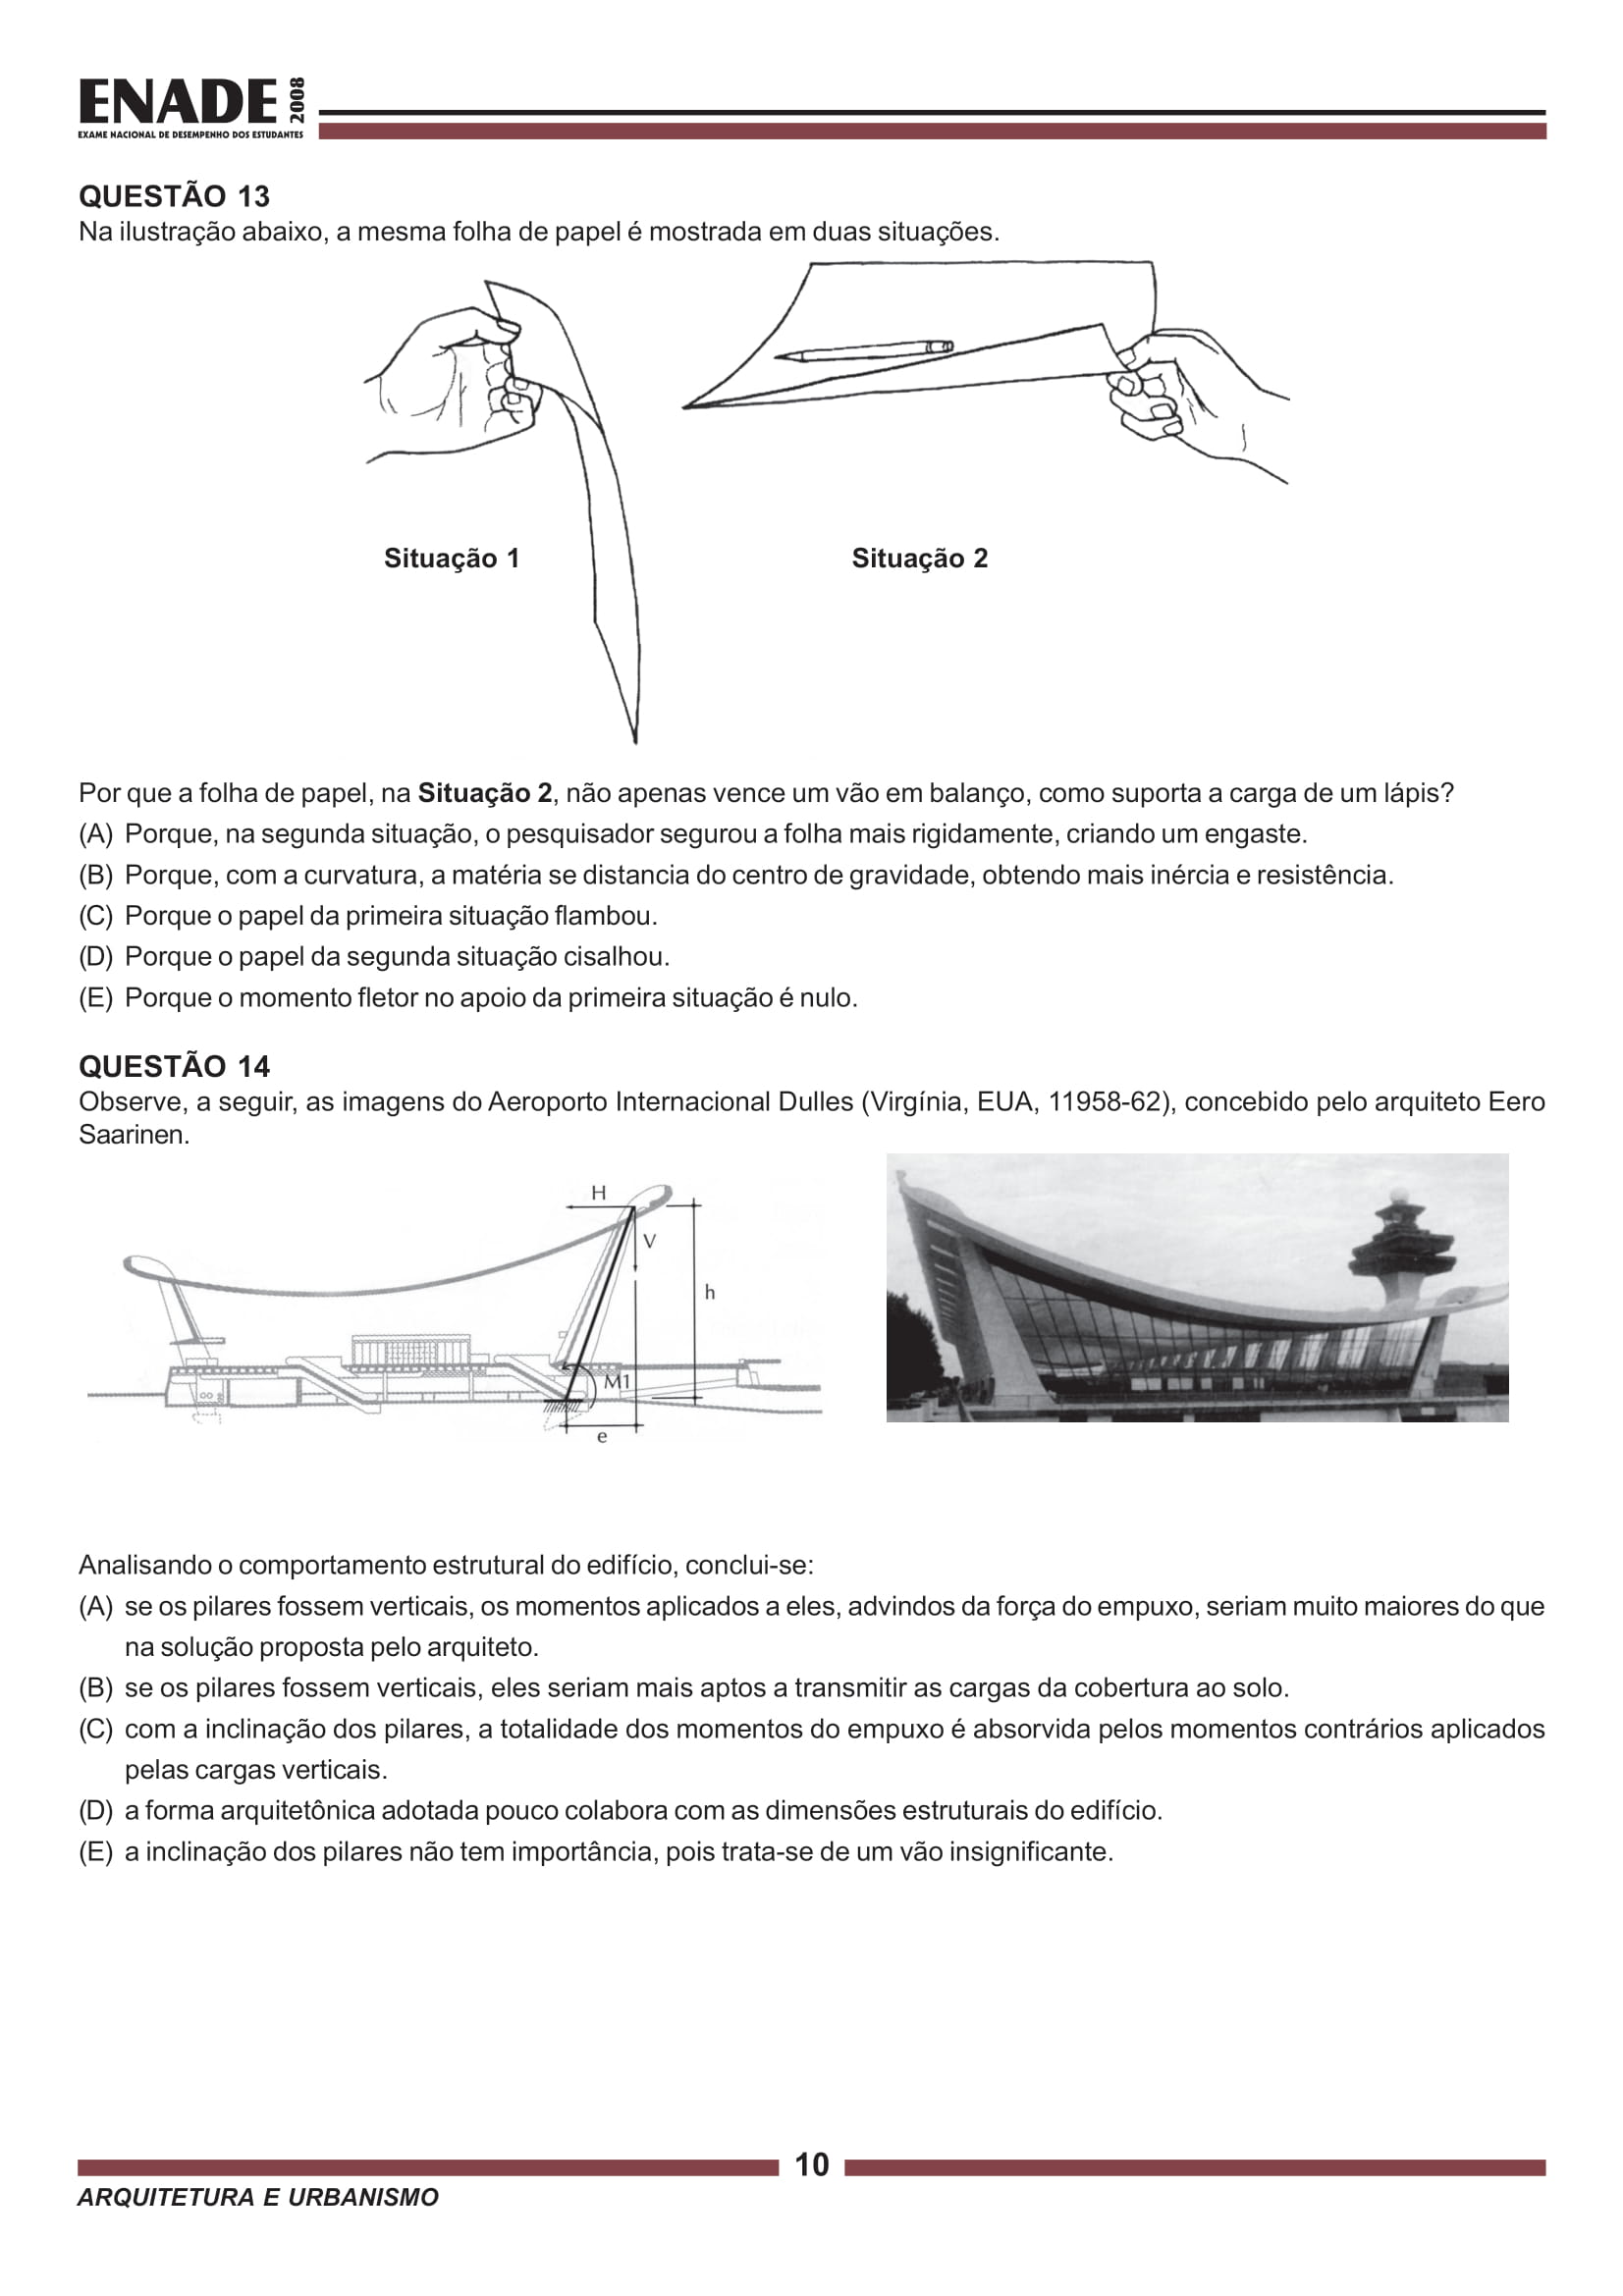 ENADE 2008
EXAME NACIONAL DE DESEMPENHO DOS ESTUDANTES
QUESTÃO 13
Na ilustração abaixo, a mesma folha de papel é mostrada em duas situações.
Situação 1
Situação 2
Por que a folha de papel, na Situação 2, não apenas vence um vão em balanço, como suporta a carga de um lápis?
(A) Porque, na segunda situação, o pesquisador segurou a folha mais rigidamente, criando um engaste.
(B) Porque, com a curvatura, a matéria se distancia do centro de gravidade, obtendo mais inércia e resistência.
(C) Porque o papel da primeira situação flambou.
(D) Porque o papel da segunda situação cisalhou.
(E) Porque o momento fletor no apoio da primeira situação é nulo.
QUESTÃO 14
Observe, a seguir, as imagens do Aeroporto Internacional Dulles (Virgínia, EUA, 11958-62), concebido pelo arquiteto Eero
Saarinen.
H
V
h
M1
e
Analisando o comportamento estrutural do edifício, conclui-se:
(A) se os pilares fossem verticais, os momentos aplicados a eles, advindos da força do empuxo, seriam muito maiores do que
na solução proposta pelo arquiteto.
(B) se os pilares fossem verticais, eles seriam mais aptos a transmitir as cargas da cobertura ao solo.
(C) com a inclinação dos pilares, a totalidade dos momentos do empuxo é absorvida pelos momentos contrários aplicados
pelas cargas verticais.
(D) a forma arquitetônica adotada pouco colabora com as dimensões estruturais do edifício.
(E) a inclinação dos pilares não tem importância, pois trata-se de um vão insignificante.
10
ARQUITETURA E URBANISMO